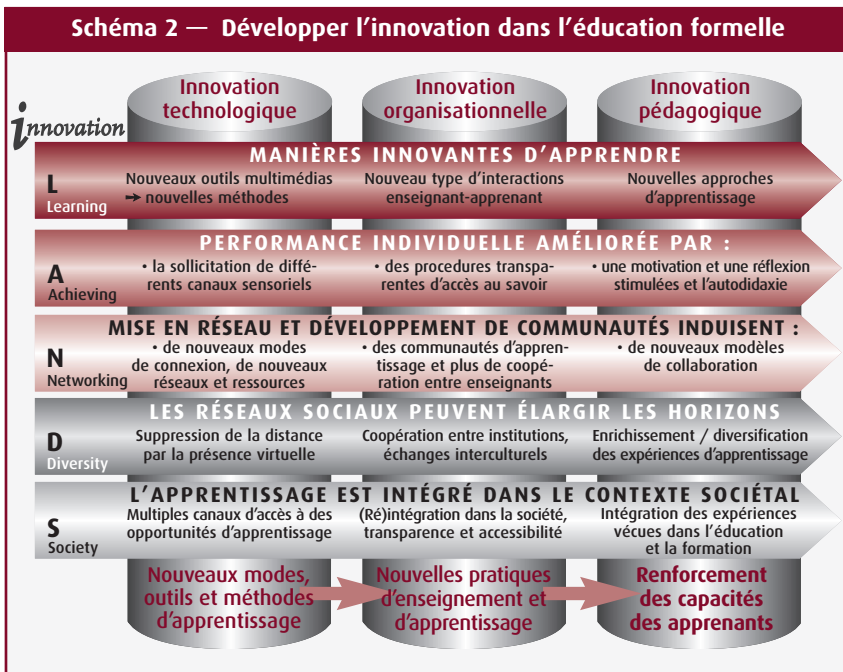 Schéma 2 — Développer l'innovation dans l'éducation formelle
Innovation
technologique
Innovation
organisationnelle
Innovation
pédagogique
innovation
MANIÈRES INNOVANTES D'APPRENDRE
L
Learning
Nouveaux outils multimédias
➞ nouvelles méthodes
Nouveau type d'interactions
enseignant-apprenant
Nouvelles approches
d'apprentissage
PERFORMANCE INDIVIDUELLE AMÉLIORÉE PAR :
A
Achieving
• la sollicitation de diffé-
rents canaux sensoriels
• des procedures transpa-
rentes d'accès au savoir
• une motivation et une réflexion
stimulées et l'autodidaxie
MISE EN RÉSEAU ET DÉVELOPPEMENT DE COMMUNAUTÉS INDUISENT :
N
Networking
• de nouveaux modes
de connexion, de nouveaux
réseaux et ressources
• des communautés d'appren-
tissage et plus de coopé-
ration entre enseignants
• de nouveaux modèles
de collaboration
LES RÉSEAUX SOCIAUX PEUVENT ÉLARGIR LES HORIZONS
D
Diversity
Suppression de la distance
par la présence virtuelle
Coopération entre institutions,
échanges interculturels
Enrichissement / diversification
des expériences d'apprentissage
L'APPRENTISSAGE EST INTÉGRÉ DANS LE CONTEXTE SOCIÉTAL
S
Society
Multiples canaux d'accès à des
opportunités d'apprentissage
(Ré)intégration dans la société,
transparence et accessibilité
Intégration des expériences
vécues dans l'éducation
et la formation
Nouveaux modes,
outils et méthodes
d'apprentissage
Nouvelles pratiques
d'enseignement et
d'apprentissage
Renforcement
des capacités
des apprenants